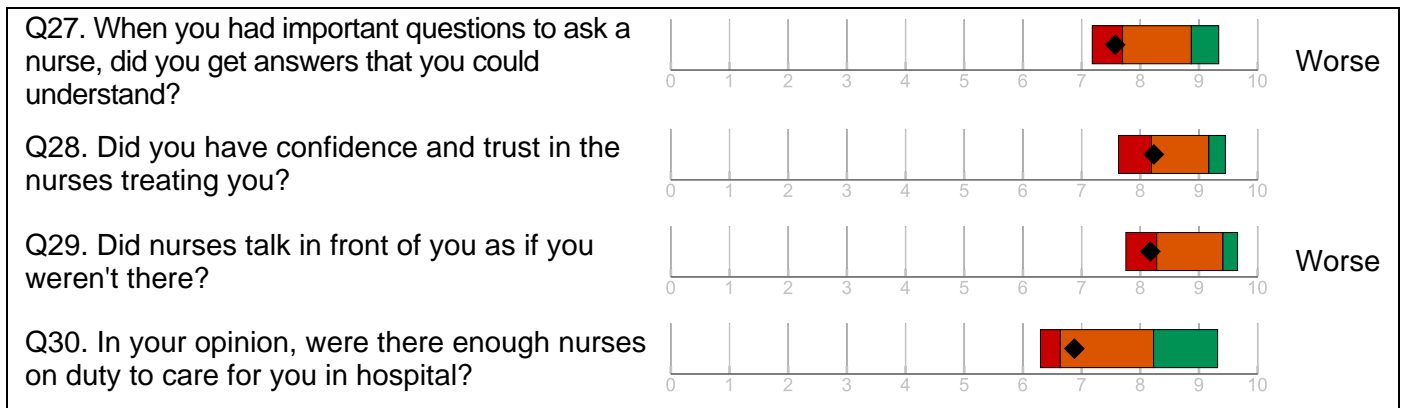 Q27. When you had important questions to ask a
nurse, did you get answers that you could
understand?
0 1 2 3 4 5 6 7 8 9 10
Worse
Q28. Did you have confidence and trust in the
nurses treating you?
0 1 2 3 4 5 6 7 8 9 10
Q29. Did nurses talk in front of you as if you
weren't there?
0 1 2 3 4 5 6 7 8 9 10
Worse
Q30. In your opinion, were there enough nurses
on duty to care for you in hospital?
0 1 2 3 4 5 6 7 8 9 10